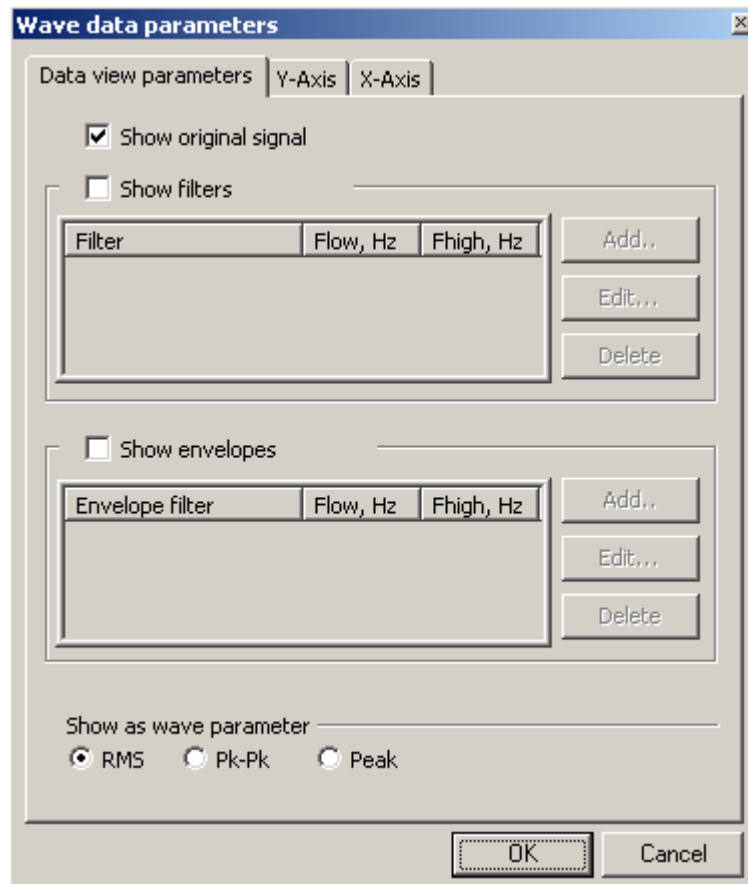 Wave data parameters
Data view parameters Y-Axis X-Axis
Show original signal
Show filters
Filter Flow, Hz Fhigh, Hz
Add..
Edit...
Delete
Show envelopes
Envelope filter Flow, Hz Fhigh, Hz
Add..
Edit...
Delete
Show as wave parameter
RMS Pk-Pk Peak
OK Cancel